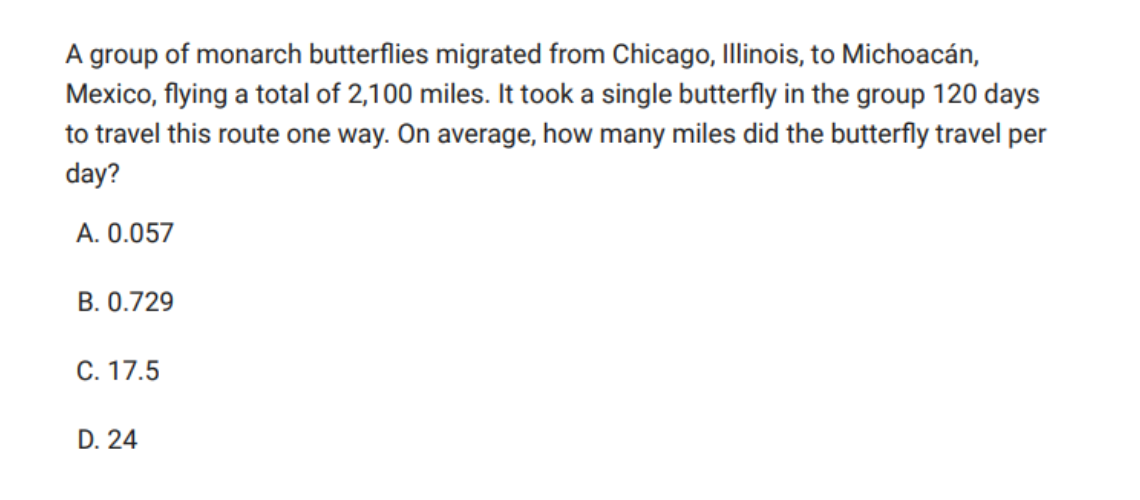 A group of monarch butterflies migrated from Chicago, Illinois, to Michoacán,
Mexico, flying a total of 2,100 miles. It took a single butterfly in the group 120 days
to travel this route one way. On average, how many miles did the butterfly travel per
day?
A. 0.057
B. 0.729
C. 17.5
D. 24